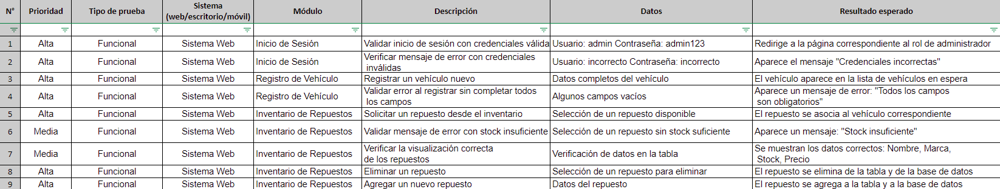 N° Prioridad Tipo de prueba Sistema (web/escritorio/móvil) Módulo Descripción Datos Resultado esperado
1 Alta Funcional Sistema Web Inicio de Sesión Validar inicio de sesión con credenciales válida Usuario: admin Contraseña: admin123 Redirige a la página correspondiente al rol de administrador
2 Alta Funcional Sistema Web Inicio de Sesión Verificar mensaje de error con credenciales inválidas Usuario: incorrecto Contraseña: incorrecto Aparece el mensaje "Credenciales incorrectas"
3 Alta Funcional Sistema Web Registro de Vehículo Registrar un vehículo nuevo Datos completos del vehículo El vehículo aparece en la lista de vehículos en espera
4 Alta Funcional Sistema Web Registro de Vehículo Validar error al registrar sin completar todos los campos Algunos campos vacíos Aparece un mensaje de error: "Todos los campos son obligatorios"
5 Alta Funcional Sistema Web Inventario de Repuestos Solicitar un repuesto desde el inventario Selección de un repuesto disponible El repuesto se asocia al vehículo correspondiente
6 Media Funcional Sistema Web Inventario de Repuestos Validar mensaje de error con stock insuficiente Selección de un repuesto sin stock suficiente Aparece un mensaje: "Stock insuficiente"
7 Media Funcional Sistema Web Inventario de Repuestos Verificar la visualización correcta de los repuestos Verificación de datos en la tabla Se muestran los datos correctos: Nombre, Marca, Stock, Precio
8 Alta Funcional Sistema Web Inventario de Repuestos Eliminar un repuesto Selección de un repuesto para eliminar El repuesto se elimina de la tabla y de la base de datos
9 Alta Funcional Sistema Web Inventario de Repuestos Agregar un nuevo repuesto Datos del repuesto El repuesto se agrega a la tabla y a la base de datos